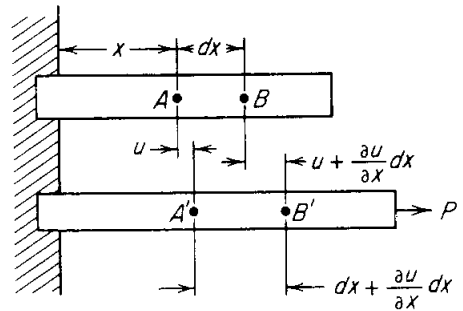 x dx
A B
u u + ∂u/∂x dx
A′ B′ P
dx + ∂u/∂x dx